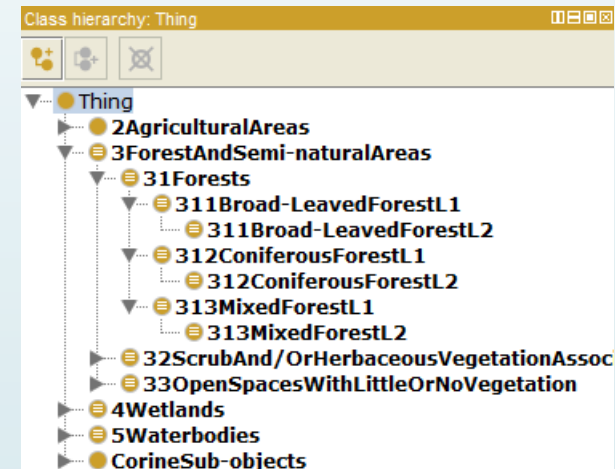 Class hierarchy: Thing
Thing
2AgriculturalAreas
3ForestAndSemi-naturalAreas
31Forests
311Broad-LeavedForestL1
311Broad-LeavedForestL2
312ConiferousForestL1
312ConiferousForestL2
313MixedForestL1
313MixedForestL2
32ScrubAnd/OrHerbaceousVegetationAssoc
33OpenSpacesWithLittleOrNoVegetation
4Wetlands
5Waterbodies
CorineSub-objects